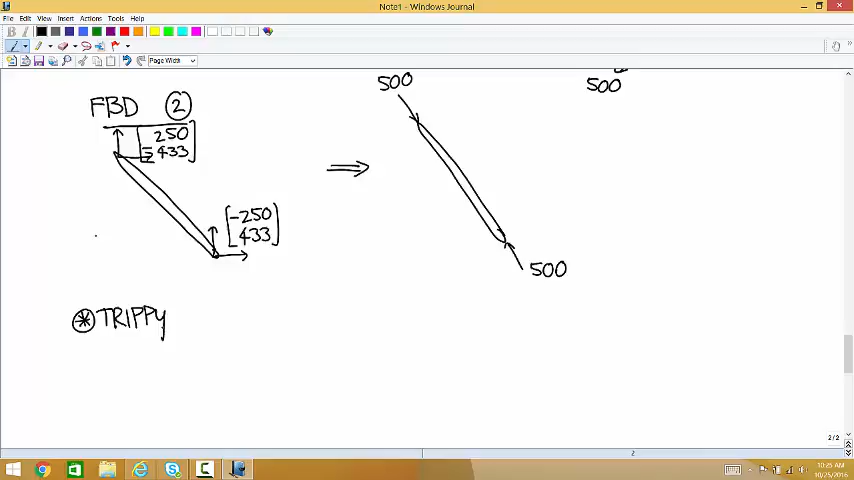 Note1 - Windows Journal
File Edit View Insert Actions Tools Help
Page Width
500
500
FBD ②
250
-433
-250
433
500
⊛TRIPPY
2/2
2
10:25 AM
10/25/2016